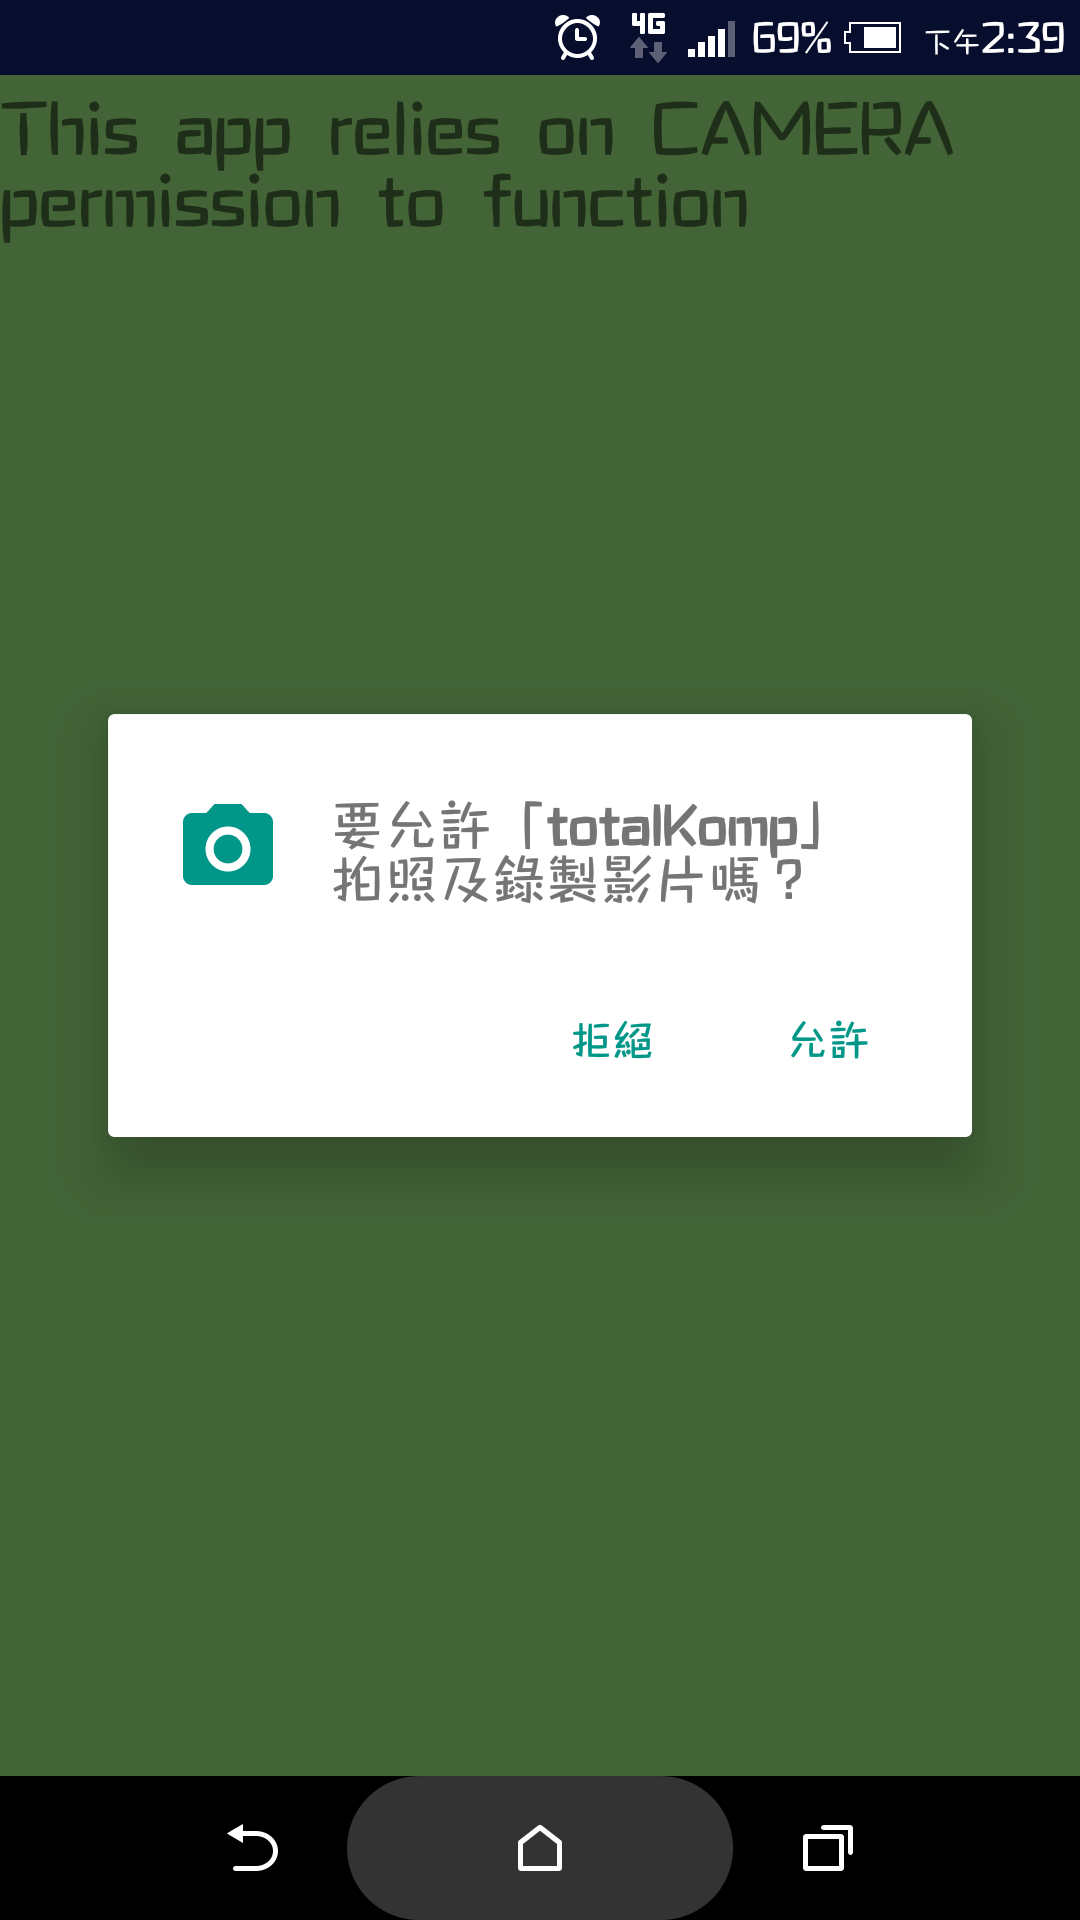 4G 69% 下午2:39
This app relies on CAMERA
permission to function
要允許「totalKomp」
拍照及錄製影片嗎？
拒絕 允許